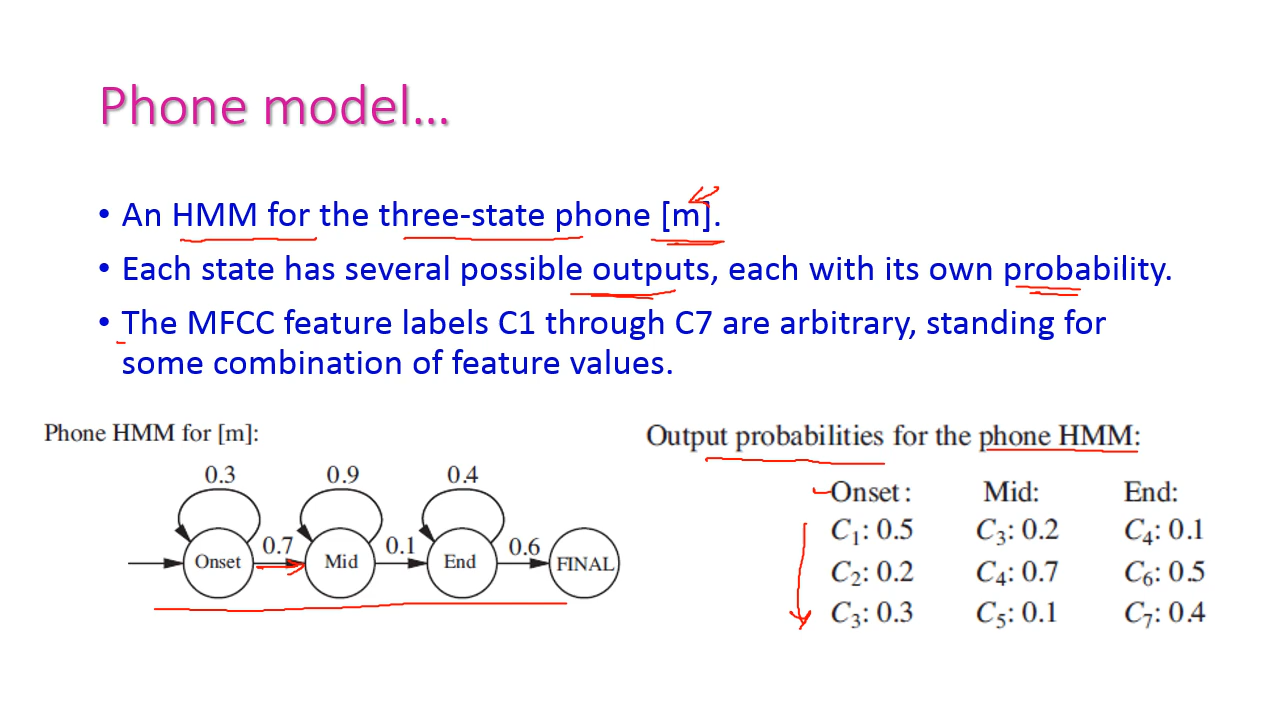 Phone model...
• An HMM for the three-state phone [m].
• Each state has several possible outputs, each with its own probability.
• The MFCC feature labels C1 through C7 are arbitrary, standing for
some combination of feature values.
Phone HMM for [m]:
0.3 0.9 0.4
Onset 0.7 Mid 0.1 End 0.6 FINAL
Output probabilities for the phone HMM:
Onset: Mid: End:
C₁: 0.5 C₃: 0.2 C₄: 0.1
C₂: 0.2 C₄: 0.7 C₆: 0.5
C₃: 0.3 C₅: 0.1 C₇: 0.4